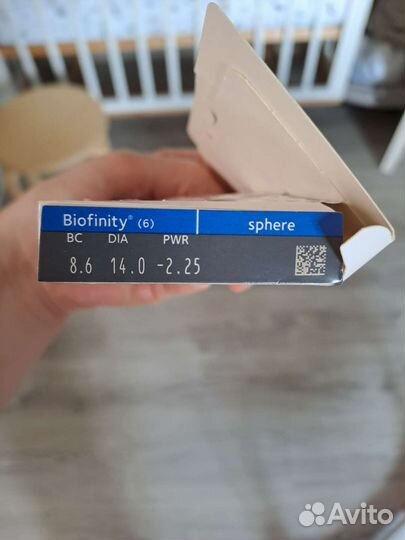 Biofinity® (6) sphere
BC DIA PWR
8.6 14.0 -2.25
Avito